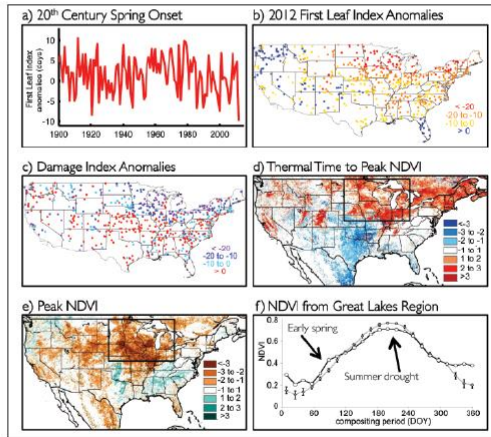 a) 20th Century Spring Onset
First Leaf Index
anomalies (days)
10
5
0
-5
-10
1900 1920 1940 1960 1980 2000
b) 2012 First Leaf Index Anomalies
< -20
-20 to -10
-10 to 0
> 0
c) Damage Index Anomalies
< -20
-20 to -10
-10 to 0
> 0
d) Thermal Time to Peak NDVI
<-3
-3 to -2
-2 to -1
-1 to 1
1 to 2
2 to 3
>3
e) Peak NDVI
<-3
-3 to -2
-2 to -1
-1 to 1
1 to 2
2 to 3
>3
f) NDVI from Great Lakes Region
NDVI
0.8
0.6
0.4
0.2
0
Early spring
Summer drought
0 60 120 180 240 300 360
compositing period (DOY)